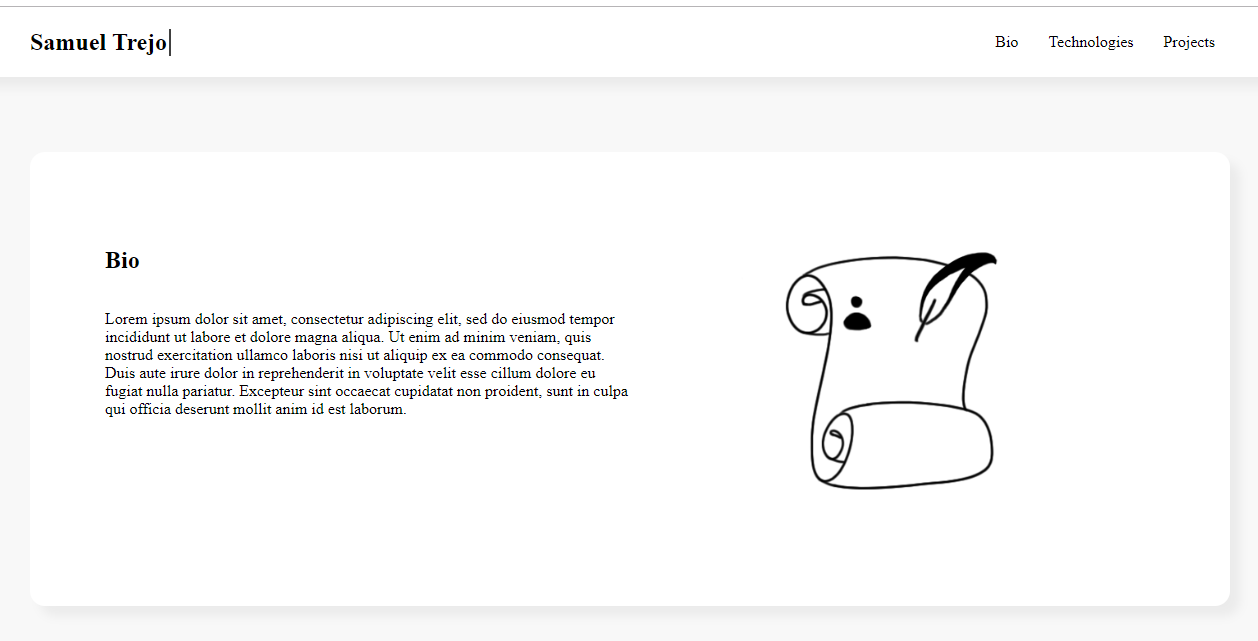 Samuel Trejo
Bio
Technologies
Projects
Bio
Lorem ipsum dolor sit amet, consectetur adipiscing elit, sed do eiusmod tempor
incididunt ut labore et dolore magna aliqua. Ut enim ad minim veniam, quis
nostrud exercitation ullamco laboris nisi ut aliquip ex ea commodo consequat.
Duis aute irure dolor in reprehenderit in voluptate velit esse cillum dolore eu
fugiat nulla pariatur. Excepteur sint occaecat cupidatat non proident, sunt in culpa
qui officia deserunt mollit anim id est laborum.